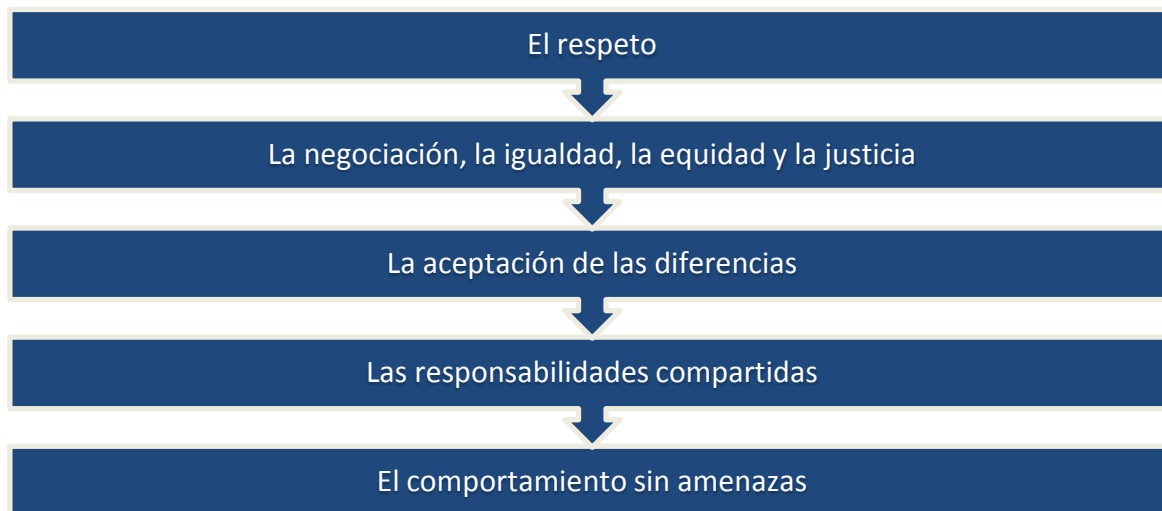 El respeto
La negociación, la igualdad, la equidad y la justicia
La aceptación de las diferencias
Las responsabilidades compartidas
El comportamiento sin amenazas